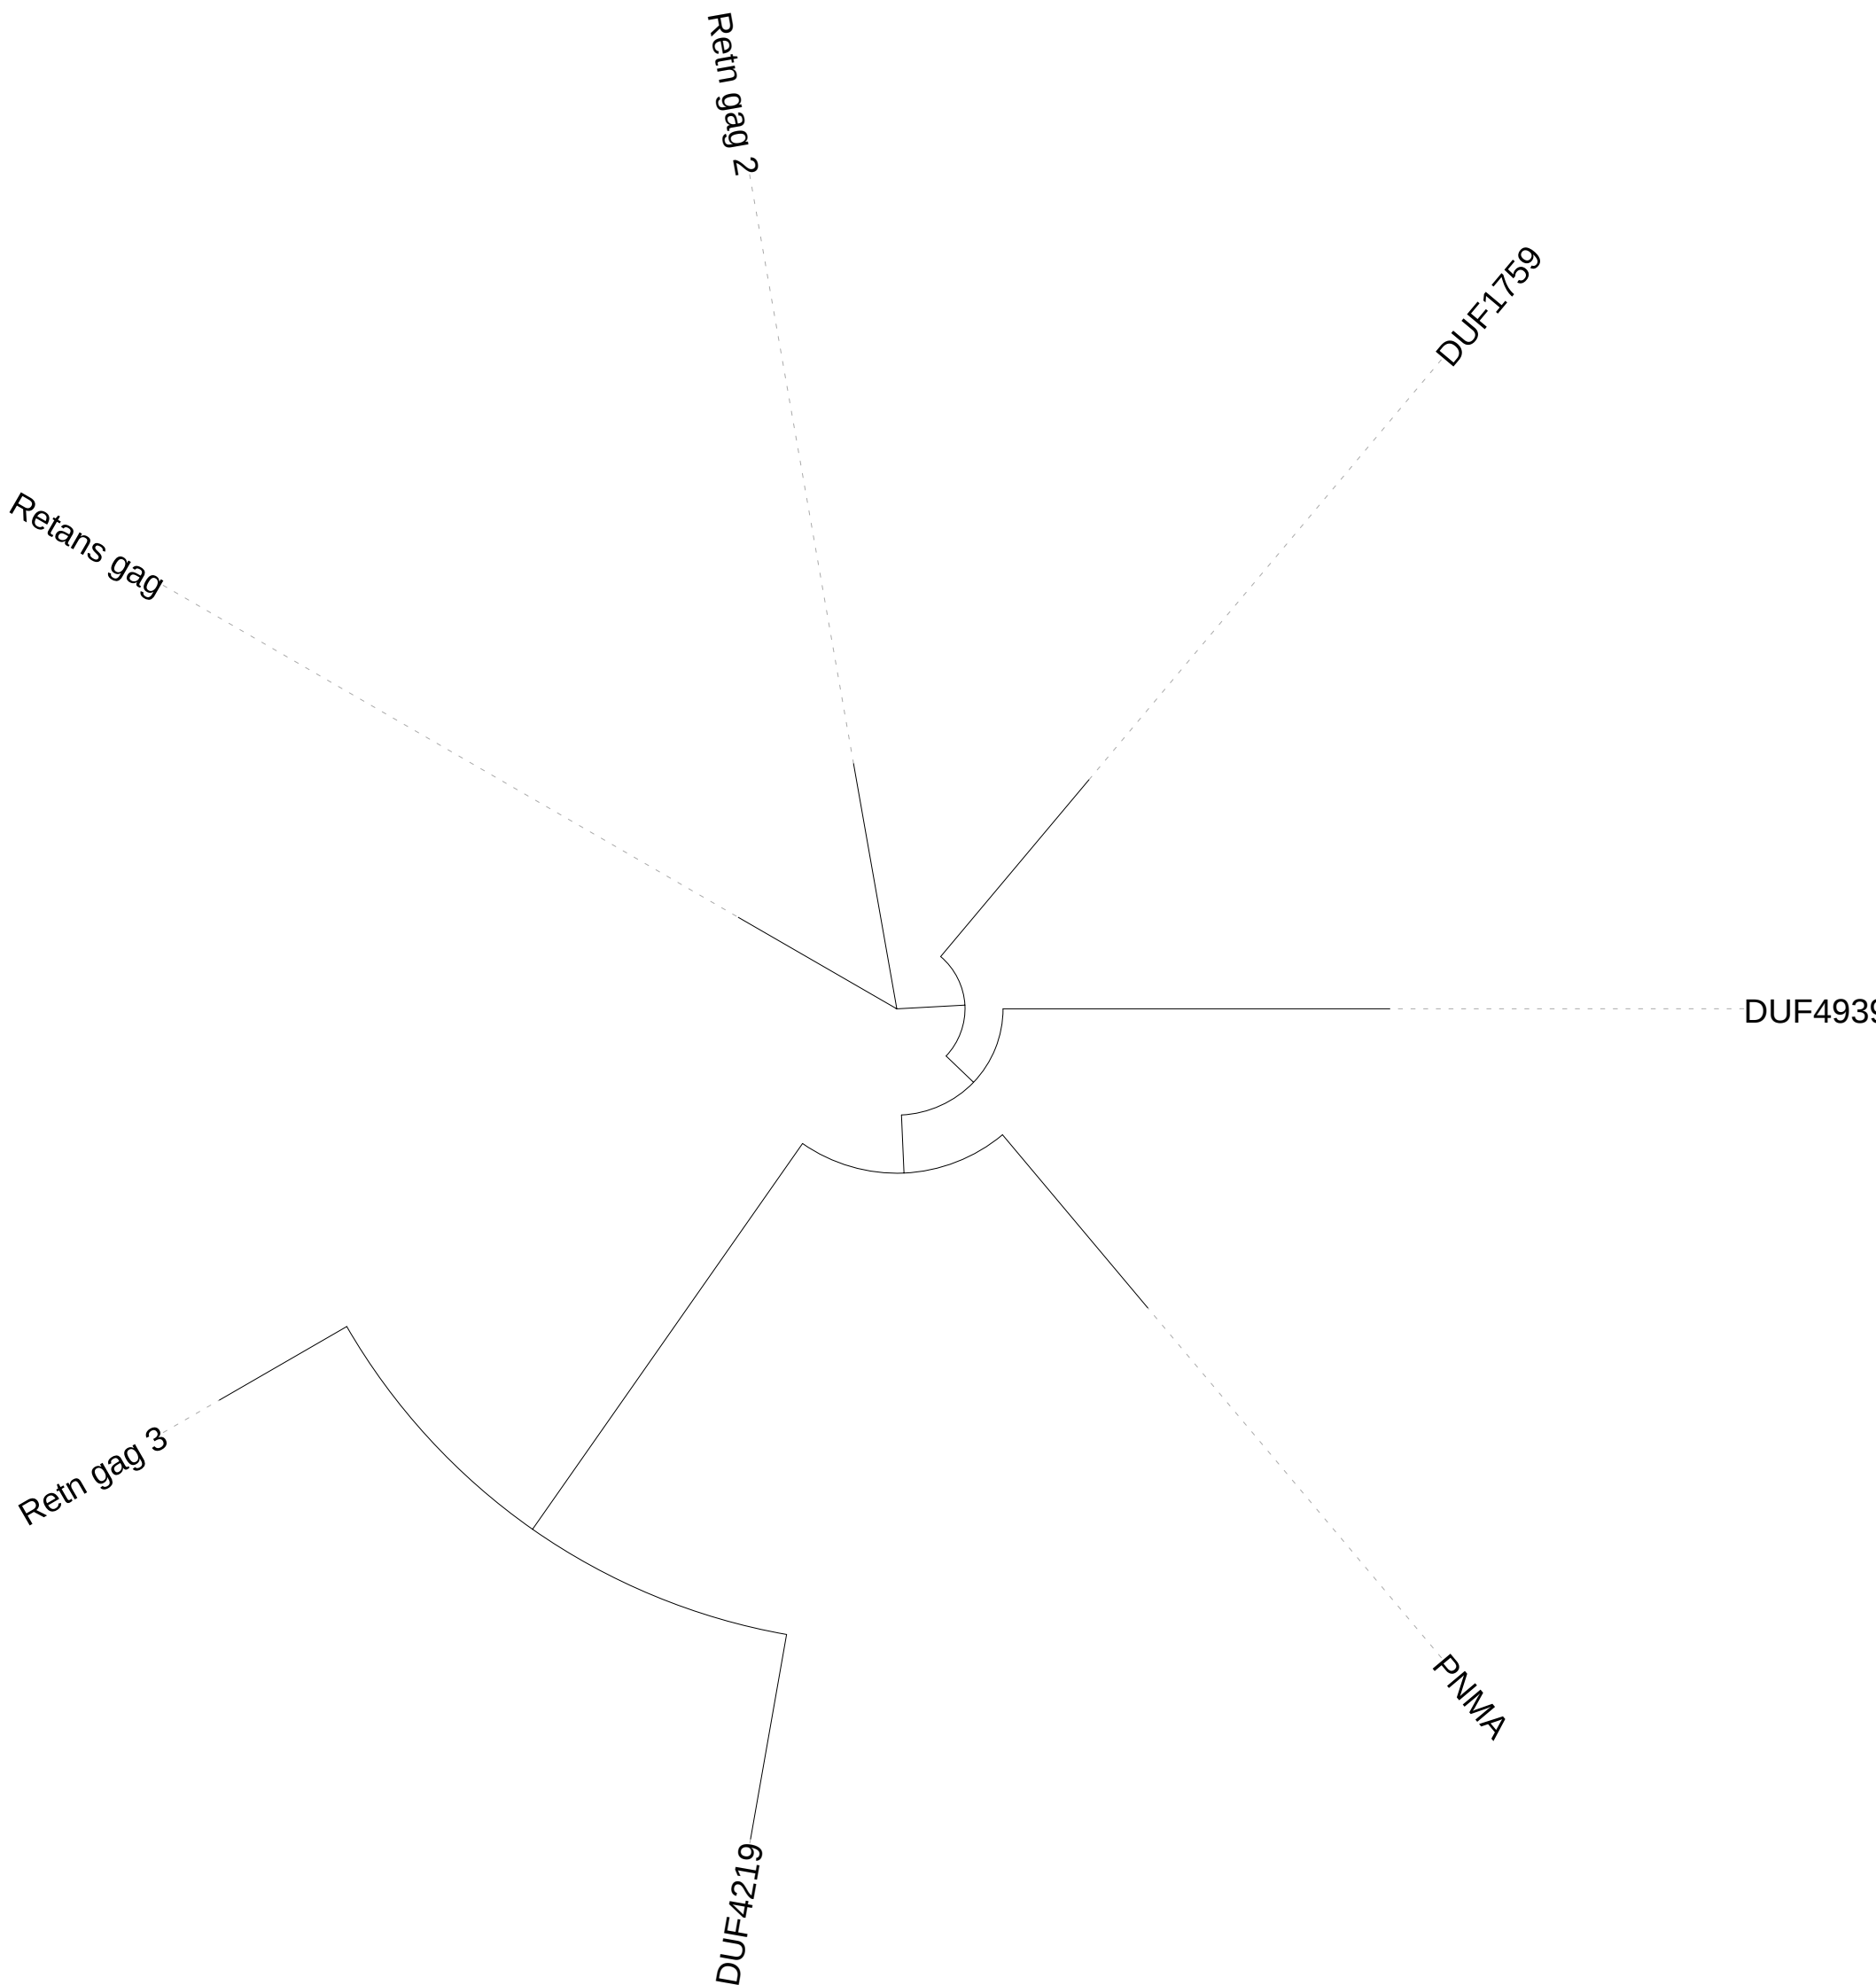 Retn gag 2
DUF1759
Retans gag
DUF4939
Retn gag 3
PNMA
DUF4219